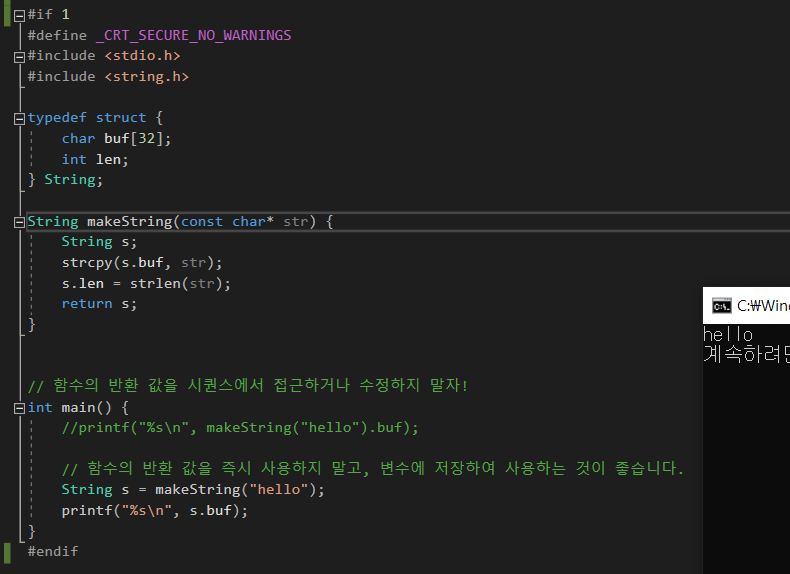 #if 1
#define _CRT_SECURE_NO_WARNINGS
#include <stdio.h>
#include <string.h>
typedef struct {
char buf[32];
int len;
} String;
String makeString(const char* str) {
String s;
strcpy(s.buf, str);
s.len = strlen(str);
return s;
}
// 함수의 반환 값을 시퀀스에서 접근하거나 수정하지 말자!
int main() {
//printf("%s\n", makeString("hello").buf);
// 함수의 반환 값을 즉시 사용하지 말고, 변수에 저장하여 사용하는 것이 좋습니다.
String s = makeString("hello");
printf("%s\n", s.buf);
}
#endif
C:\_
C:₩Wind
hello
계속하려면